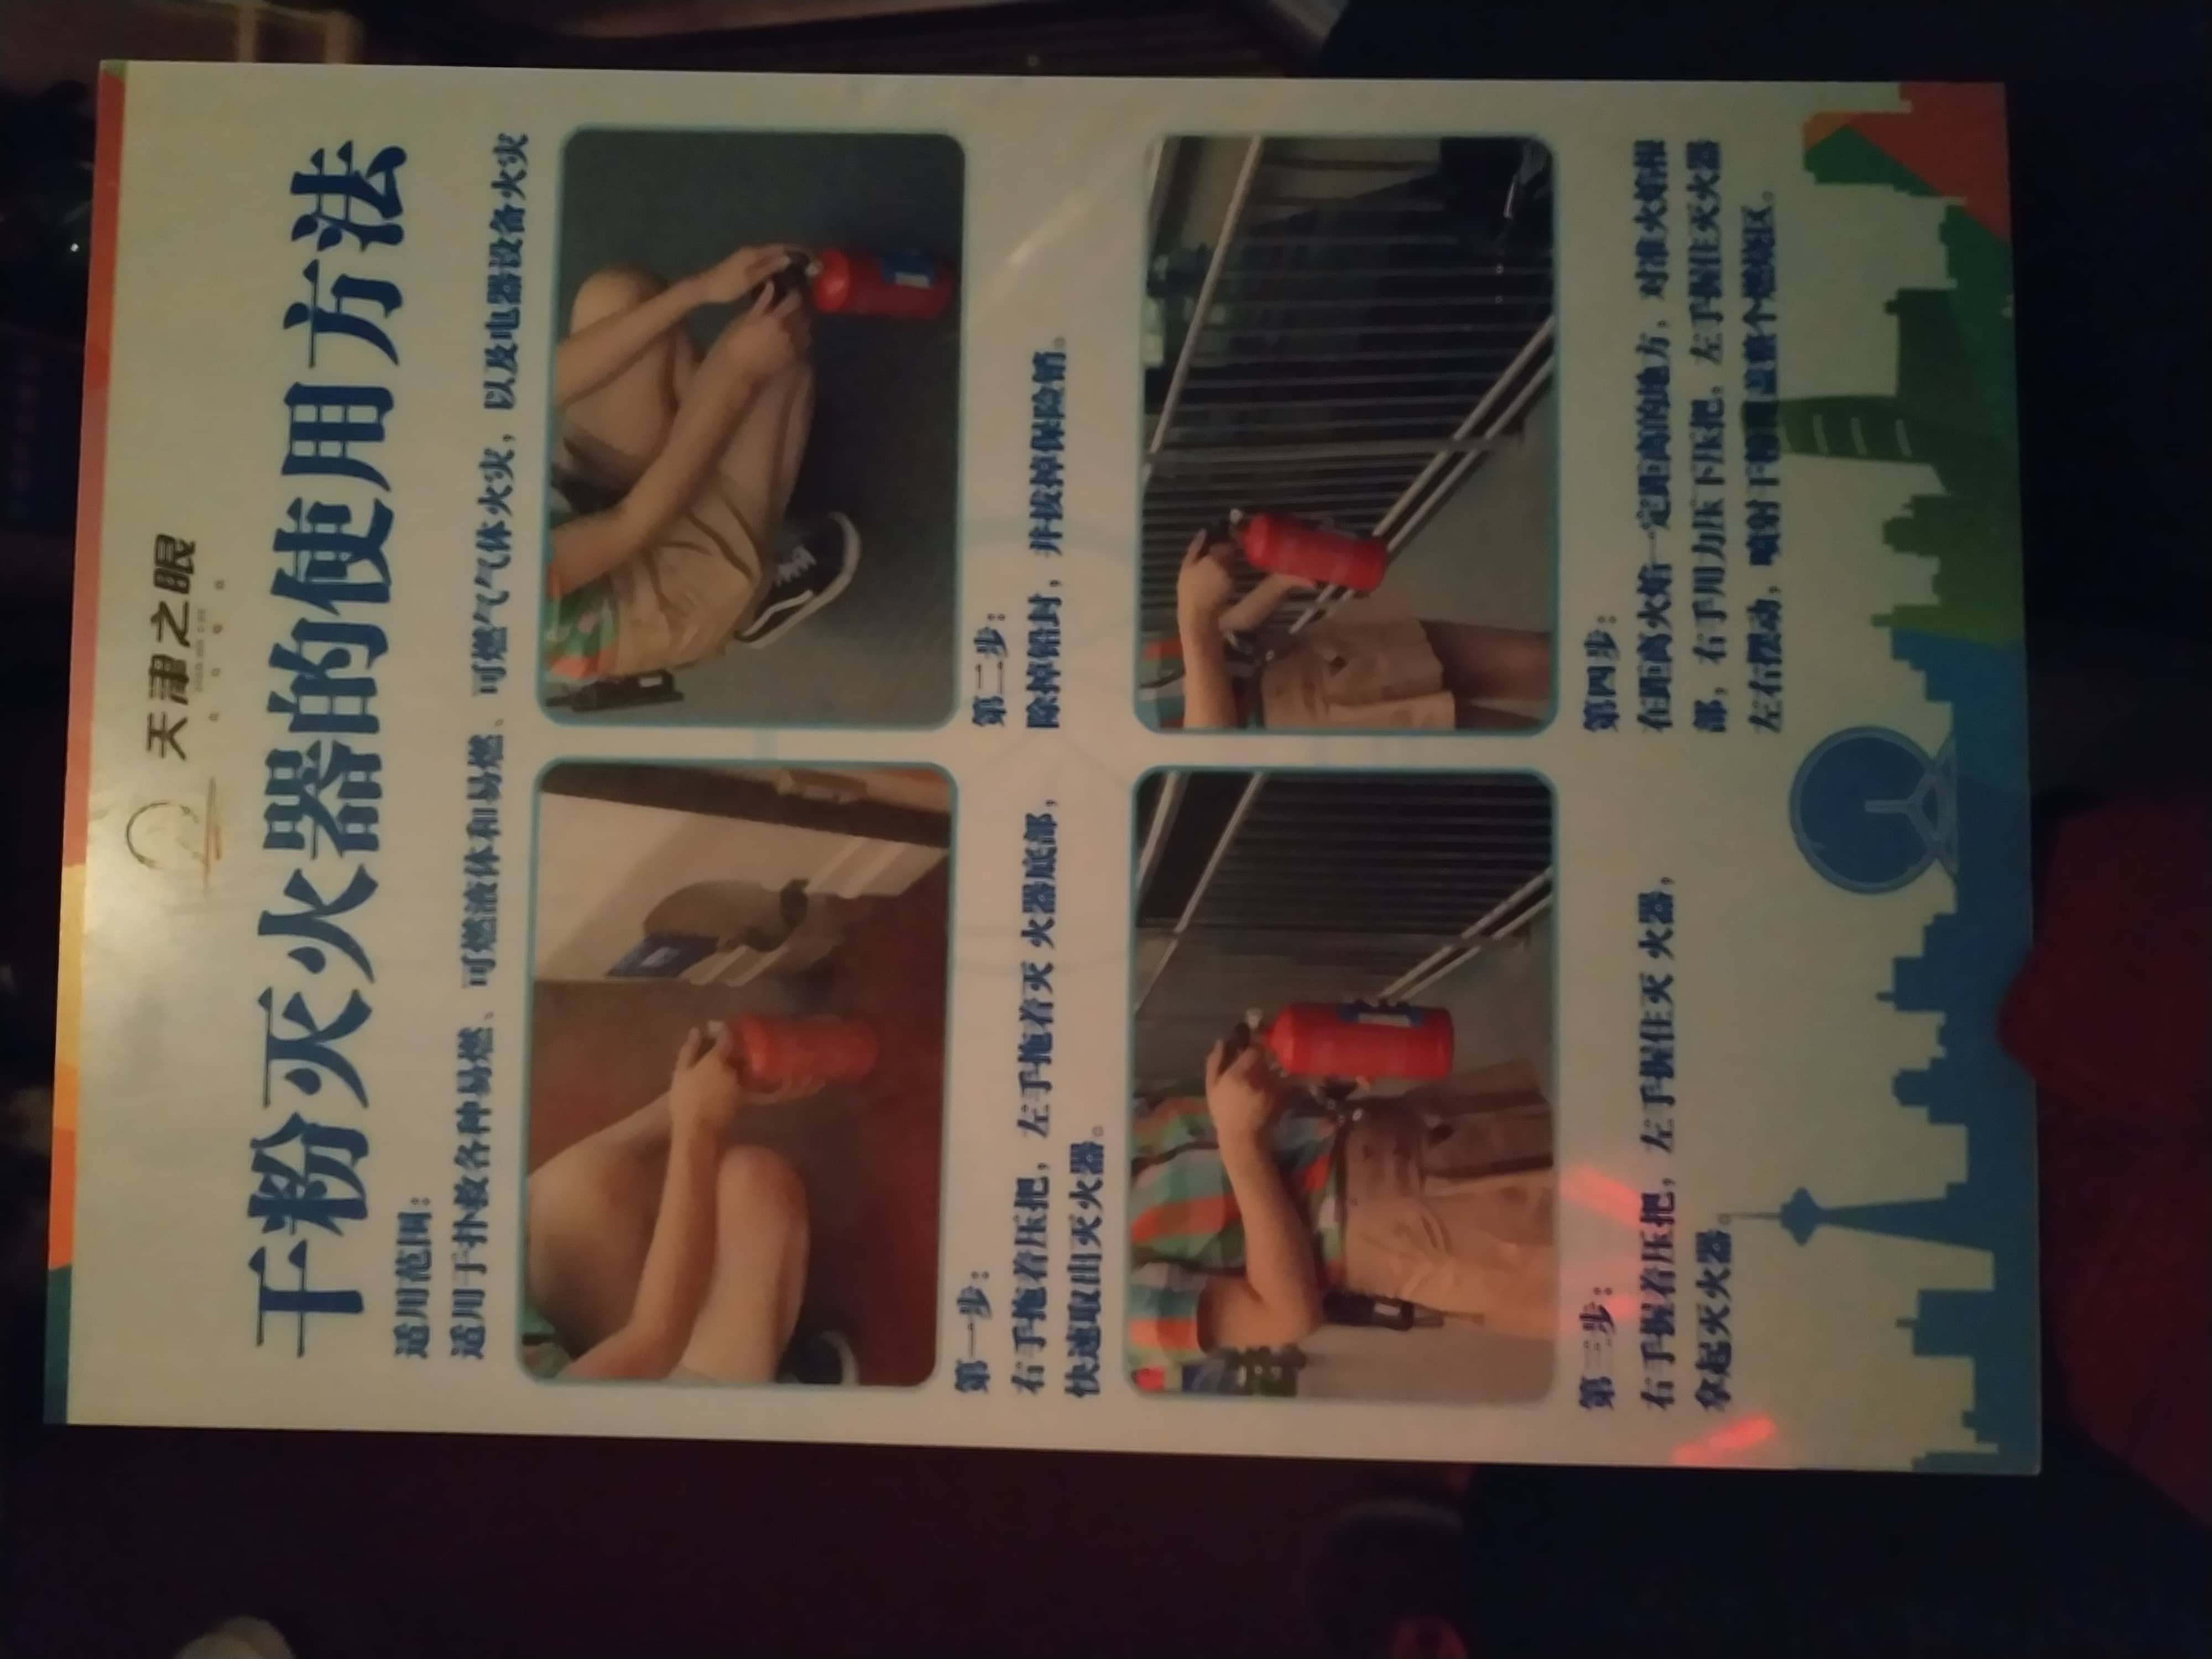 天津之眼
干粉灭火器的使用方法
适用范围：
适用于扑救各种易燃、可燃液体和易燃、可燃气气体火灾，以及电器设备火灾
第一步：
右手拖着压把，左手拖着灭 火器底部，
快速取出灭火器。
第二步：
除掉铅封，并拔掉保险销。
第三步：
右手握着压把，左手握住灭 火器，
拿起灭火器。
第四步：
在距离火焰一定距离的地方，对准火焰根
部，右手用力压下压把，左手握住灭火器
左右摆动，喷射干粉覆盖整个燃烧区。